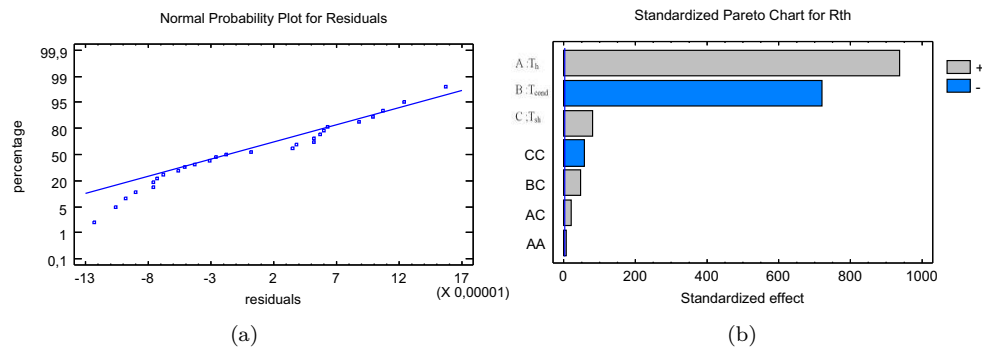 Normal Probability Plot for Residuals
99,9
99
95
80
50
20
5
1
0,1
percentage
-13 -8 -3 2 7 12 17
(X 0,00001)
residuals
(a)
Standardized Pareto Chart for Rth
A :Th
B :Tcond
C :Tsh
CC
BC
AC
AA
0 200 400 600 800 1000
Standardized effect
+
-
(b)